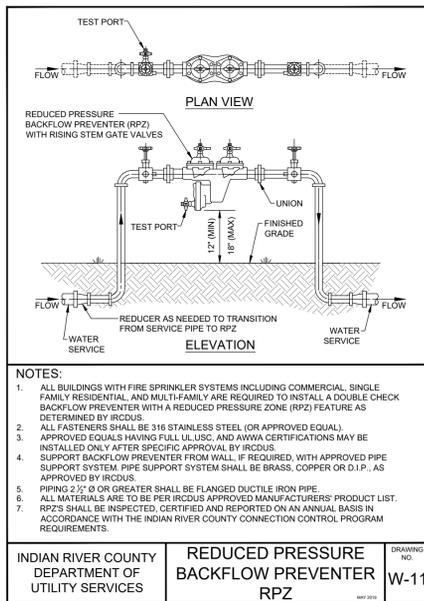 TEST PORT
FLOW
FLOW
PLAN VIEW
REDUCED PRESSURE
BACKFLOW PREVENTER (RPZ)
WITH RISING STEM GATE VALVES
UNION
TEST PORT
12" (MIN)
18" (MAX)
FINISHED
GRADE
FLOW
FLOW
REDUCER AS NEEDED TO TRANSITION
FROM SERVICE PIPE TO RPZ
WATER
SERVICE
WATER
SERVICE
ELEVATION
NOTES:
1. ALL BUILDINGS WITH FIRE SPRINKLER SYSTEMS INCLUDING COMMERCIAL, SINGLE
FAMILY RESIDENTIAL, AND MULTI-FAMILY ARE REQUIRED TO INSTALL A DOUBLE CHECK
BACKFLOW PREVENTER WITH A REDUCED PRESSURE ZONE (RPZ) FEATURE AS
DETERMINED BY IRCDUS.
2. ALL FASTENERS SHALL BE 316 STAINLESS STEEL (OR APPROVED EQUAL).
3. APPROVED EQUALS HAVING FULL UL,USC, AND AWWA CERTIFICATIONS MAY BE
INSTALLED ONLY AFTER SPECIFIC APPROVAL BY IRCDUS.
4. SUPPORT BACKFLOW PREVENTER FROM WALL, IF REQUIRED, WITH APPROVED PIPE
SUPPORT SYSTEM. PIPE SUPPORT SYSTEM SHALL BE BRASS, COPPER OR D.I.P., AS
APPROVED BY IRCDUS.
5. PIPING 2 ½" Ø OR GREATER SHALL BE FLANGED DUCTILE IRON PIPE.
6. ALL MATERIALS ARE TO BE PER IRCDUS APPROVED MANUFACTURERS' PRODUCT LIST.
7. RPZ'S SHALL BE INSPECTED, CERTIFIED AND REPORTED ON AN ANNUAL BASIS IN
ACCORDANCE WITH THE INDIAN RIVER COUNTY CONNECTION CONTROL PROGRAM
REQUIREMENTS.
INDIAN RIVER COUNTY
DEPARTMENT OF
UTILITY SERVICES
REDUCED PRESSURE
BACKFLOW PREVENTER
RPZ
MAY 2019
DRAWING
NO.
W-11